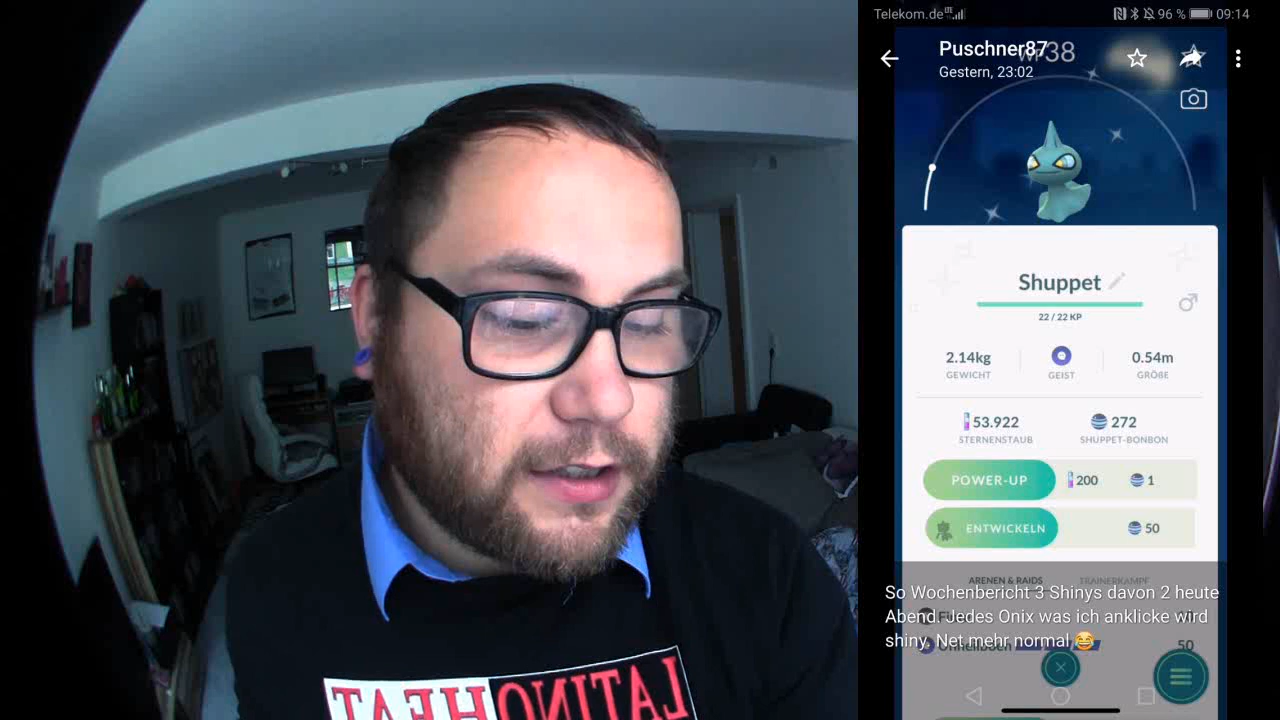 LATINO HEAT
Telekom.de LTE
96 %
09:14
Puschner87
WP38
Gestern, 23:02
Shuppet
22 / 22 KP
2.14kg
GEWICHT
GEIST
0.54m
GRÖßE
53.922
STERNENSTAUB
272
SHUPPET-BONBON
POWER-UP
200
1
ENTWICKELN
50
ARENEN & RAIDS
TRAINERKAMPF
So Wochenbericht 3 Shinys davon 2 heute
Abend. Jedes Onix was ich anklicke wird
shiny. Net mehr normal 😂
50